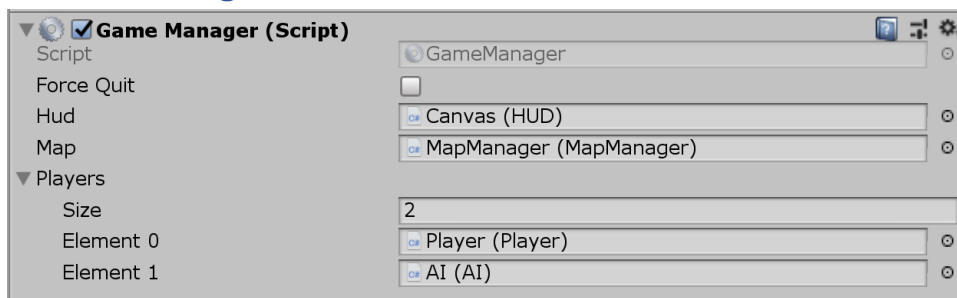 Game Manager (Script)
Script GameManager
Force Quit
Hud Canvas (HUD)
Map MapManager (MapManager)
Players
Size 2
Element 0 Player (Player)
Element 1 AI (AI)